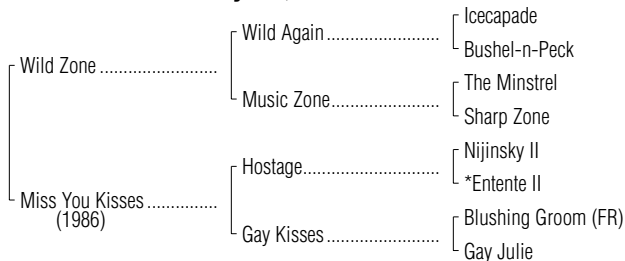 Icecapade
Wild Again ........................
Bushel-n-Peck
Wild Zone .........................
The Minstrel
Music Zone........................
Sharp Zone
Nijinsky II
Hostage.............................
*Entente II
Miss You Kisses ...............
(1986)
Blushing Groom (FR)
Gay Kisses ........................
Gay Julie